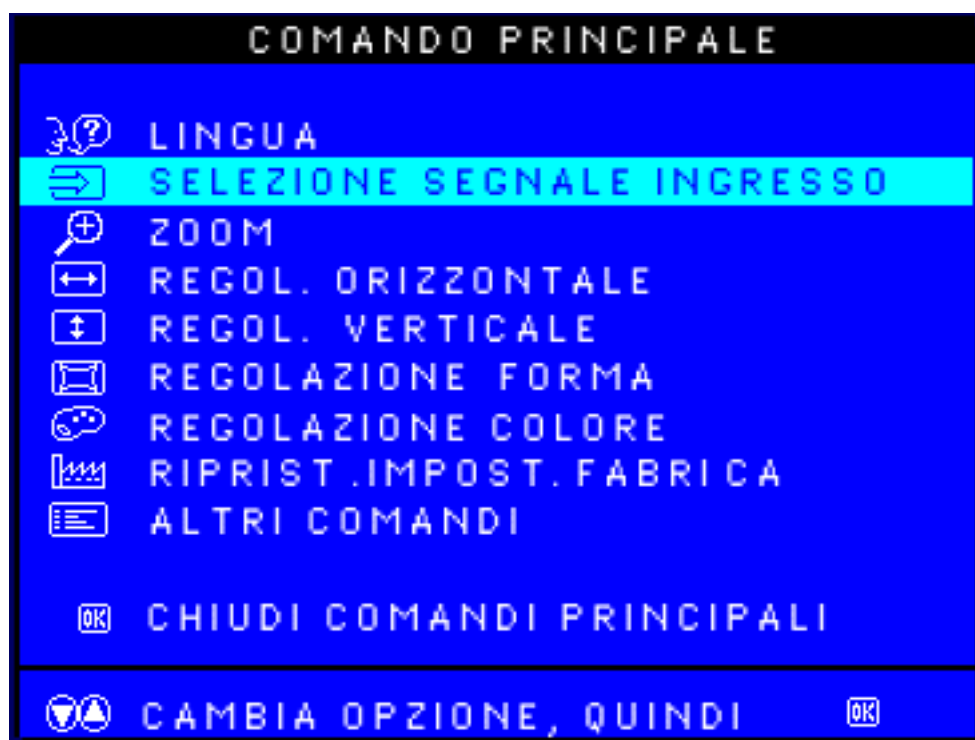 COMANDO PRINCIPALE
LINGUA
SELEZIONE SEGNALE INGRESSO
ZOOM
REGOL. ORIZZONTALE
REGOL. VERTICALE
REGOLAZIONE FORMA
REGOLAZIONE COLORE
RIPRIST.IMPOST.FABRICA
ALTRI COMANDI
OK CHIUDI COMANDI PRINCIPALI
CAMBIA OPZIONE, QUINDI OK